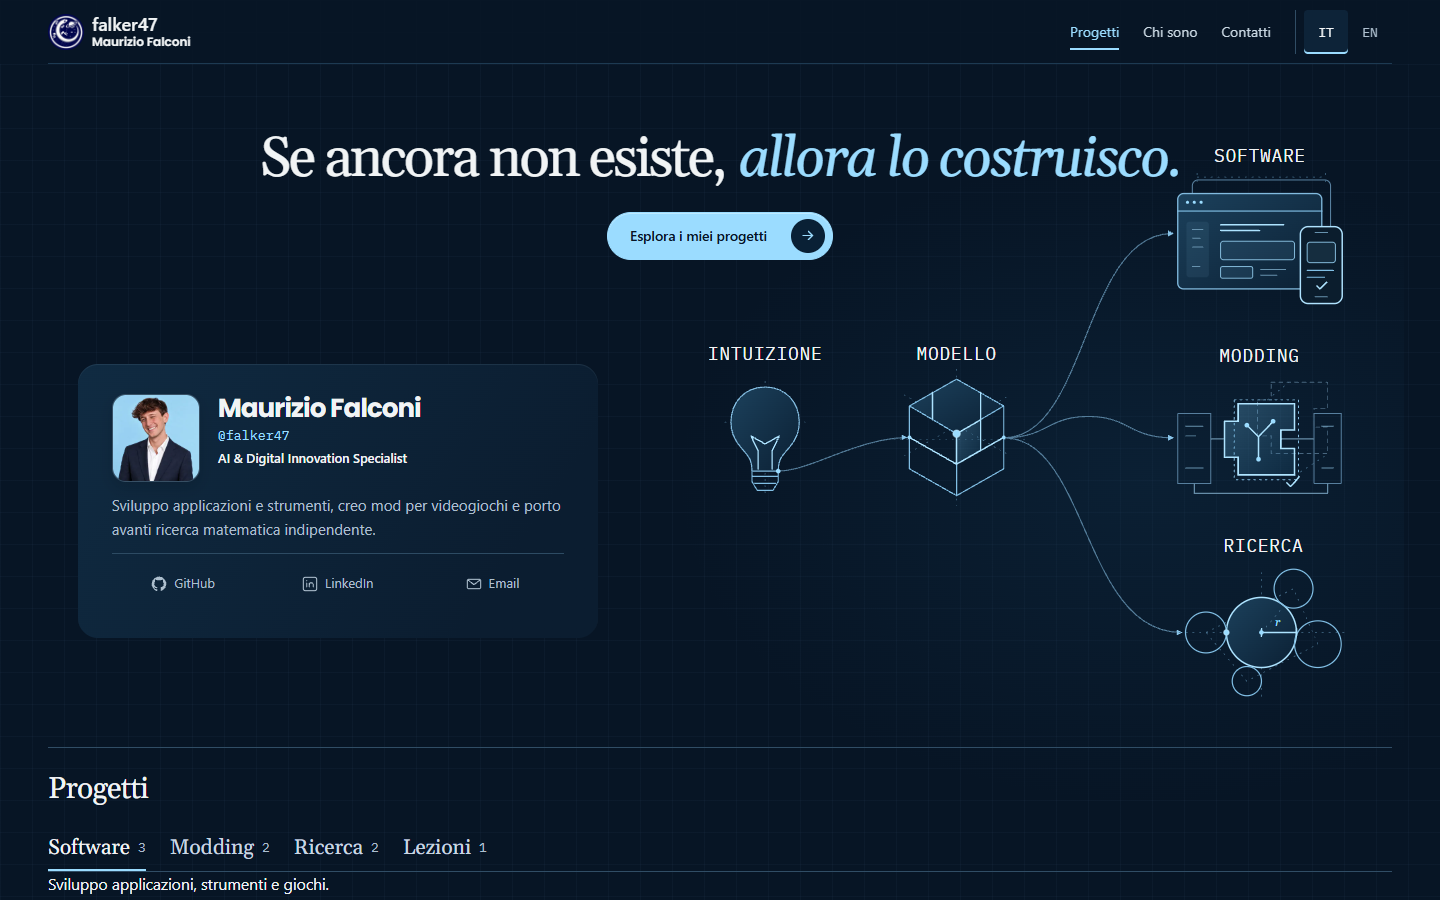 falker47
Maurizio Falconi
Progetti
Chi sono
Contatti
IT
EN
Se ancora non esiste, allora lo costruisco.
Esplora i miei progetti
SOFTWARE
INTUIZIONE
MODELLO
MODDING
RICERCA
r
Maurizio Falconi
@falker47
AI & Digital Innovation Specialist
Sviluppo applicazioni e strumenti, creo mod per videogiochi e porto
avanti ricerca matematica indipendente.
GitHub
LinkedIn
Email
Progetti
Software 3
Modding 2
Ricerca 2
Lezioni 1
Sviluppo applicazioni, strumenti e giochi.